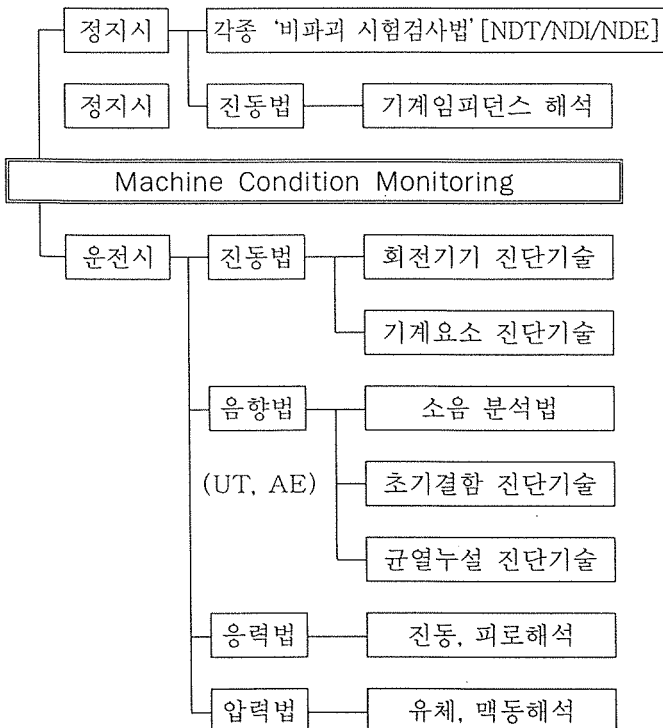 정지시 각종 '비파괴 시험검사법' [NDT/NDI/NDE]
정지시 진동법 기계임피던스 해석
Machine Condition Monitoring
운전시 진동법 회전기기 진단기술
기계요소 진단기술
음향법 소음 분석법
(UT, AE) 초기결함 진단기술
균열누설 진단기술
응력법 진동, 피로해석
압력법 유체, 맥동해석